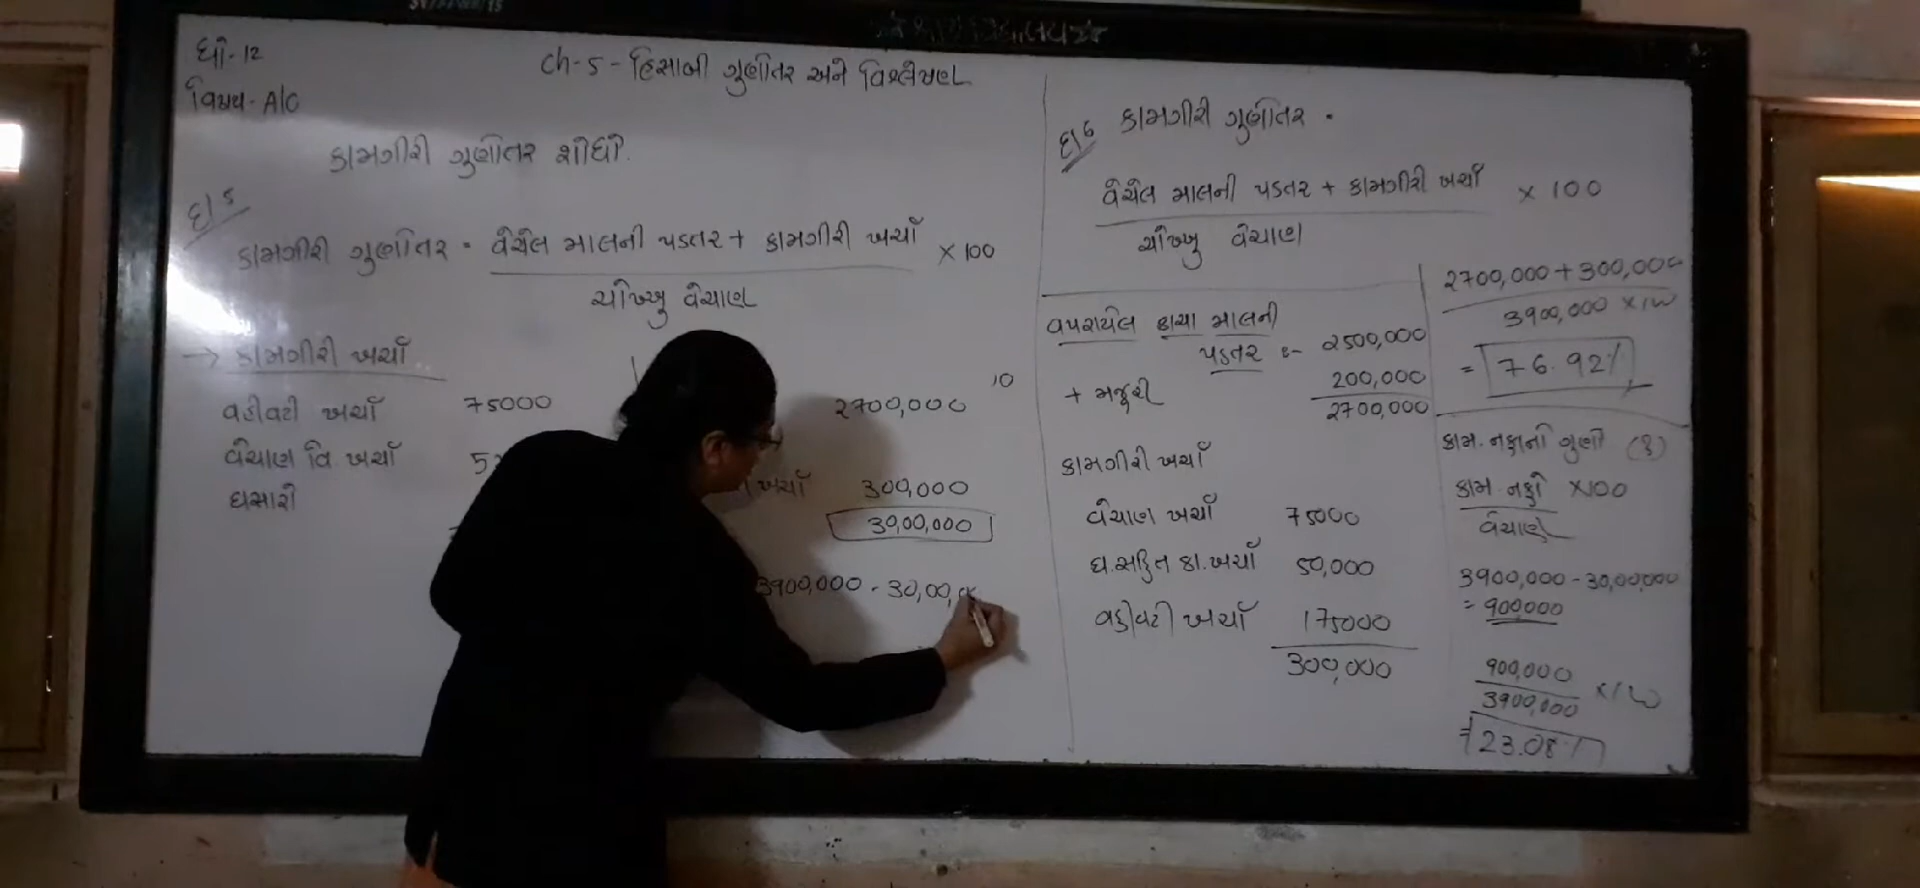 ધો-12
વિષય- A/C
Ch-5 - હિસાબી ગુણોતર અને વિશ્લેષણ
કામગીરી ગુણોતર શોધો.
દા 5
કામગીરી ગુણોતર = વેચેલ માલની પડતર + કામગીરી ખર્ચા × 100
ચોખ્ખુ વેચાણ
→ કામગીરી ખર્ચા
વહીવટી ખર્ચા 75000
વેચાણ વિ. ખર્ચા
ઘસારો
2700,000
ખર્ચા 300,000
30,00,000
3900,000 - 30,00,
દા 6 કામગીરી ગુણોતર =
વેચેલ માલની પડતર + કામગીરી ખર્ચા × 100
ચોખ્ખુ વેચાણ
વપરાયેલ કાચા માલની
પડતર :- 2500,000
+ મજૂરી 200,000
2700,000
કામગીરી ખર્ચા
વેચાણ ખર્ચા 75000
ઘ.સહિત કા.ખર્ચા 50,000
વહીવટી ખર્ચા 175000
300,000
2700,000 + 300,000
3900,000 ×100
= 76.92%
કામ. નફાનો ગુણો (2)
કામ. નફો ×100
વેચાણ
3900,000 - 30,00,000
= 900000
900,000
3900,000 ×100
= 23.08%